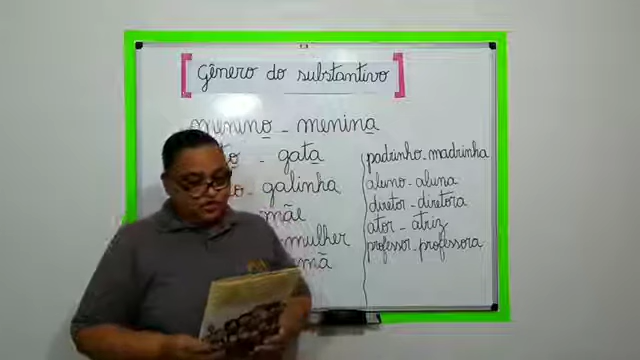 Gênero do substantivo
menino - menina
- gata
- galinha
mãe
mulher
padrinho - madrinha
aluno - aluna
diretor - diretora
ator - atriz
professor - professora